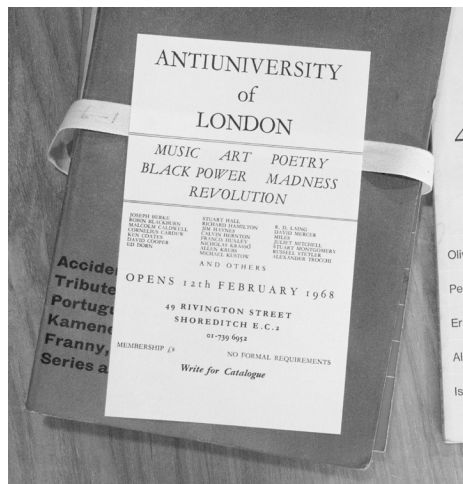 ANTIUNIVERSITY
of
LONDON
MUSIC ART POETRY
BLACK POWER MADNESS
REVOLUTION
JOSEPH BERKE
ROBIN BLACKBURN
MALCOLM CALDWELL
CORNELIUS CARDEW
KEN COATES
DAVID COOPER
ED DORN
STUART HALL
RICHARD HAMILTON
JIM HAYNES
CALVIN HERNTON
FRANCIS HUXLEY
NICHOLAS KRASSÓ
ALLEN KREBS
MICHAEL KUSTOW
R. D. LAING
DAVID MERCER
MILES
JULIET MITCHELL
STUART MONTGOMERY
RUSSELL STETLER
ALEXANDER TROCCHI
AND OTHERS
OPENS 12th FEBRUARY 1968
49 RIVINGTON STREET
SHOREDITCH E.C.2
01-739 6952
MEMBERSHIP £8
NO FORMAL REQUIREMENTS
Write for Catalogue
Tribute
Portug
Kamene
Franny,
Series a
Oli
Pe
Al
Is